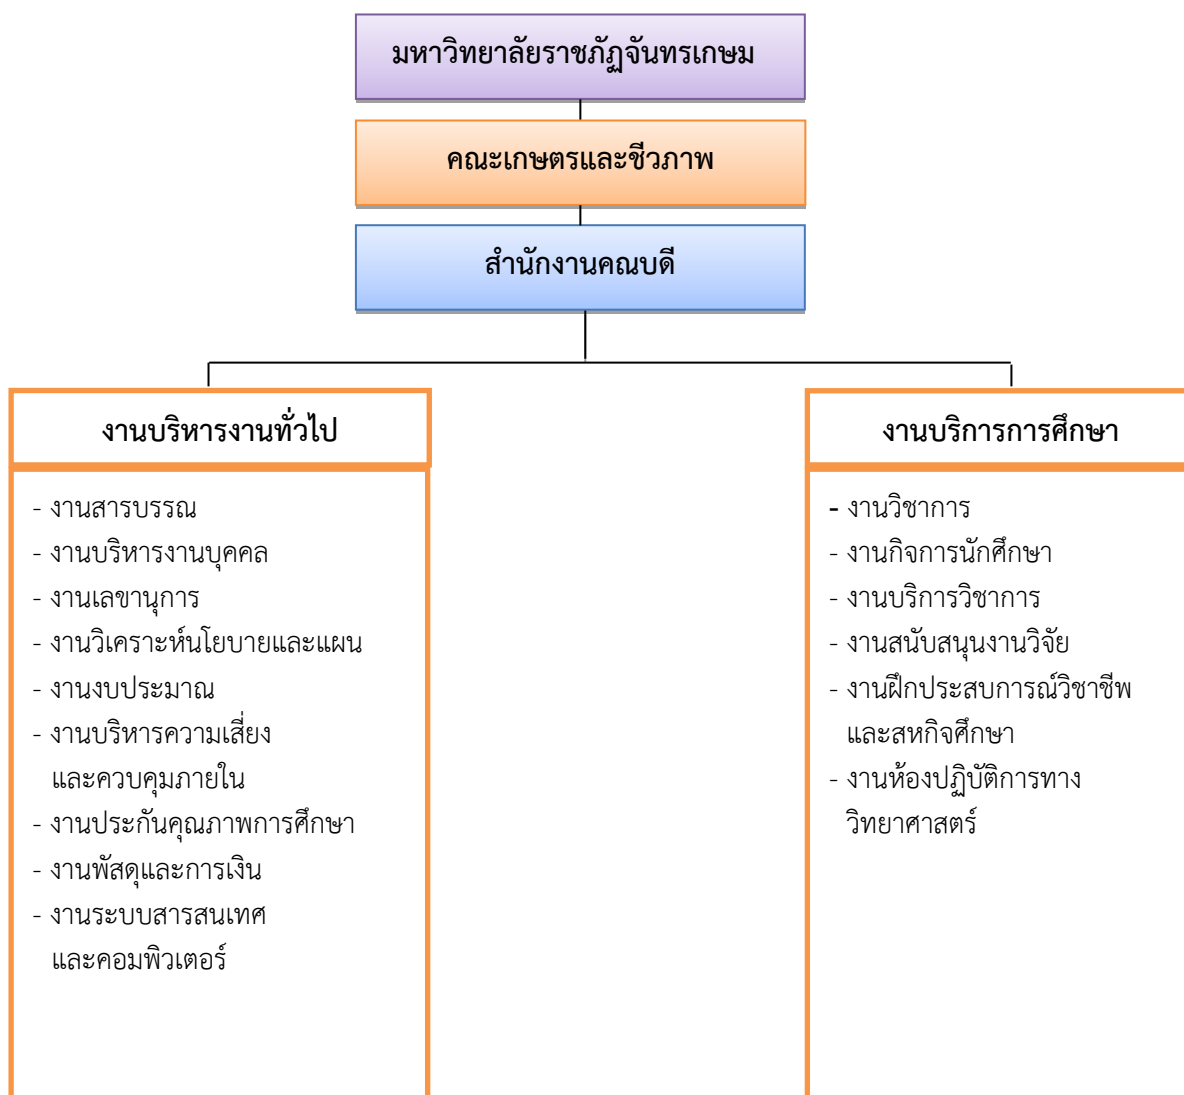 มหาวิทยาลัยราชภัฏจันทรเกษม
คณะเกษตรและชีวภาพ
สำนักงานคณบดี
งานบริหารงานทั่วไป
- งานสารบรรณ
- งานบริหารงานบุคคล
- งานเลขานุการ
- งานวิเคราะห์นโยบายและแผน
- งานงบประมาณ
- งานบริหารความเสี่ยง
และควบคุมภายใน
- งานประกันคุณภาพการศึกษา
- งานพัสดุและการเงิน
- งานระบบสารสนเทศ
และคอมพิวเตอร์
งานบริการการศึกษา
- งานวิชาการ
- งานกิจการนักศึกษา
- งานบริการวิชาการ
- งานสนับสนุนงานวิจัย
- งานฝึกประสบการณ์วิชาชีพ
และสหกิจศึกษา
- งานห้องปฏิบัติการทาง
วิทยาศาสตร์